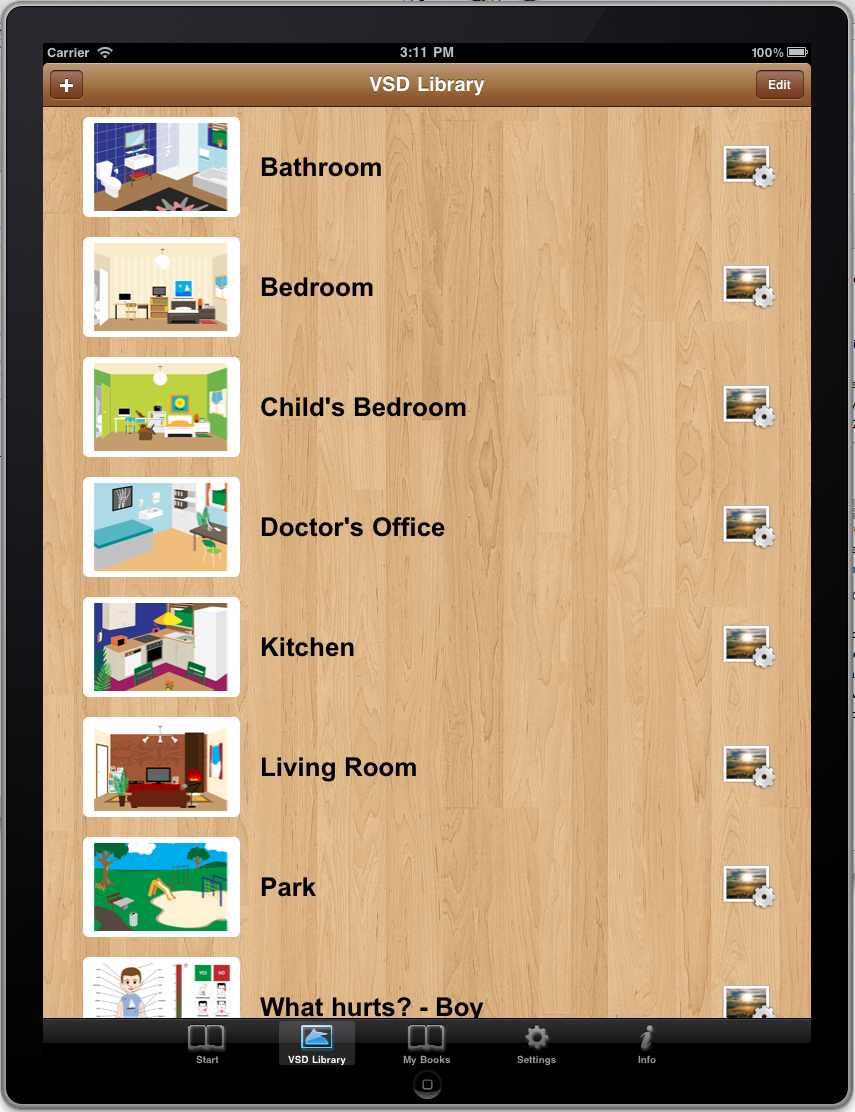 Carrier 3:11 PM 100%
+ VSD Library Edit
Bathroom
Bedroom
Child's Bedroom
Doctor's Office
Kitchen
Living Room
Park
YES NO
What hurts? - Boy
Start VSD Library My Books Settings Info